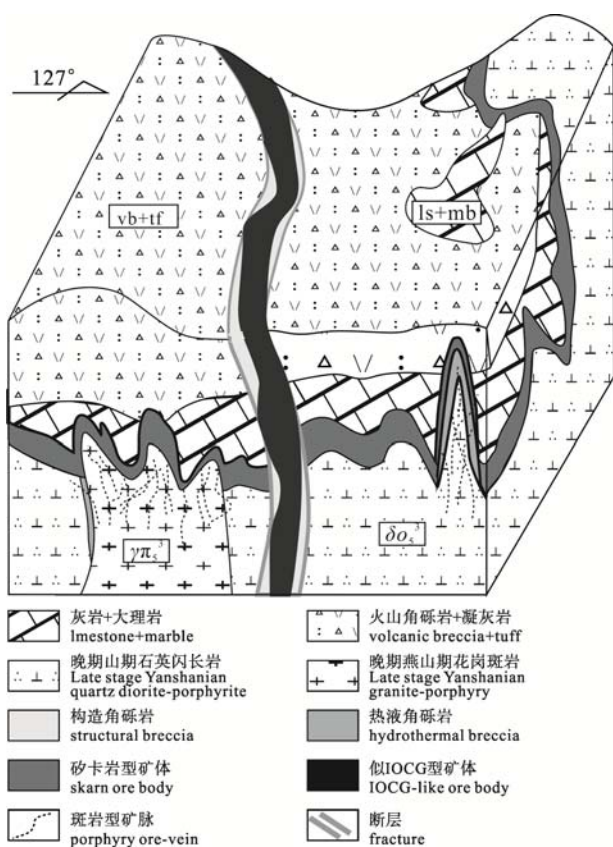 127°
vb+tf
ls+mb
γπ₅³
δο₅³
灰岩+大理岩
lmestone+marble
火山角砾岩+凝灰岩
volcanic breccia+tuff
晚期山期石英闪长岩
Late stage Yanshanian
quartz diorite-porphyrite
晚期燕山期花岗斑岩
Late stage Yanshanian
granite-porphyry
构造角砾岩
structural breccia
热液角砾岩
hydrothermal breccia
矽卡岩型矿体
skarn ore body
似IOCG型矿体
IOCG-like ore body
斑岩型矿脉
porphyry ore-vein
断层
fracture